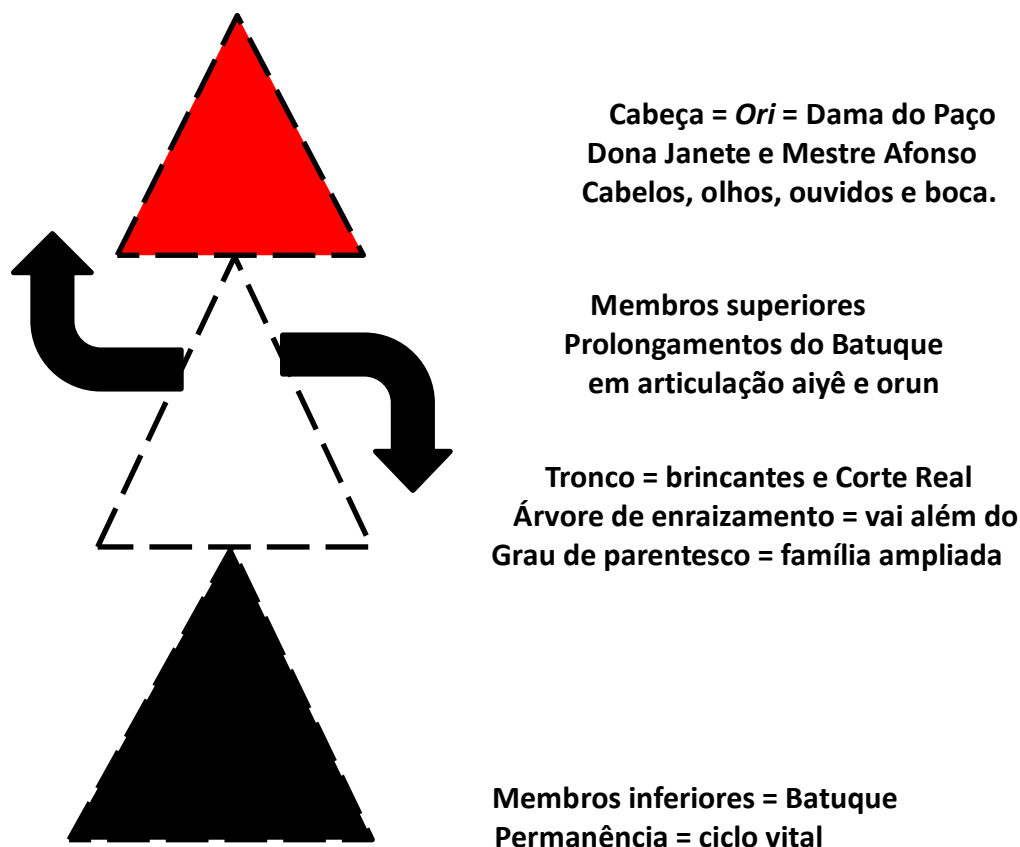 Cabeça = Ori = Dama do Paço
Dona Janete e Mestre Afonso
Cabelos, olhos, ouvidos e boca.
Membros superiores
Prolongamentos do Batuque
em articulação aiyê e orun
Tronco = brincantes e Corte Real
Árvore de enraizamento = vai além do
Grau de parentesco = família ampliada
Membros inferiores = Batuque
Permanência = ciclo vital